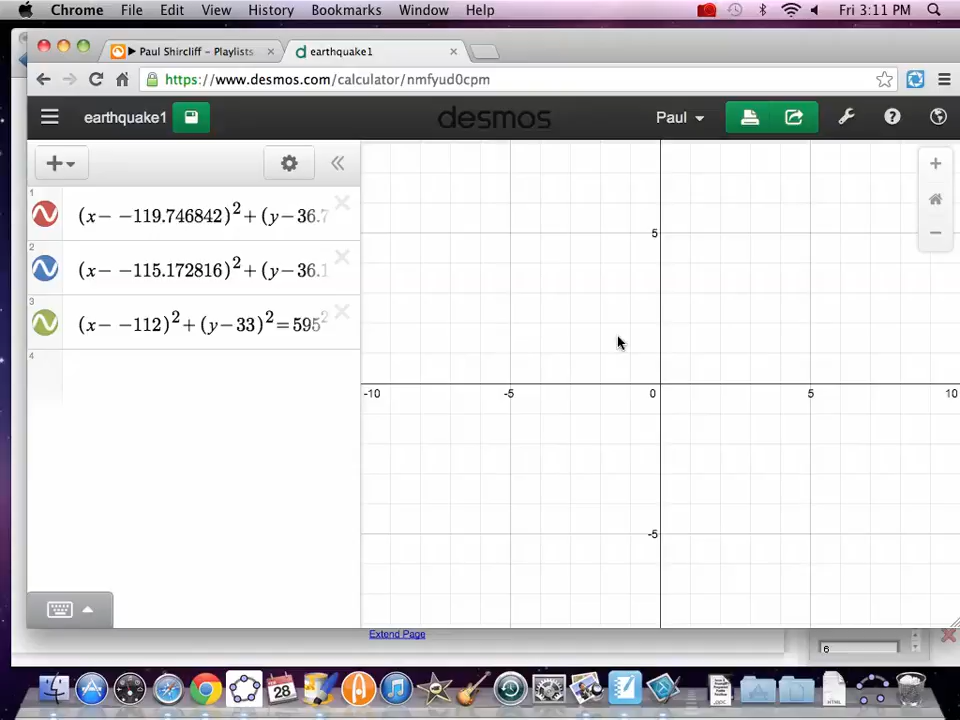 Chrome File Edit View History Bookmarks Window Help Fri 3:11 PM
▶ Paul Shircliff – Playlists × earthquake1 ×
https://www.desmos.com/calculator/nmfyud0cpm
earthquake1 desmos Paul
1
(x− −119.746842)²+(y−36.7
2
(x− −115.172816)²+(y−36.1
3
(x− −112)²+(y−33)²=595²
4
5
-10 -5 0 5 10
-5
Extend Page
6
FEB
28
HTML